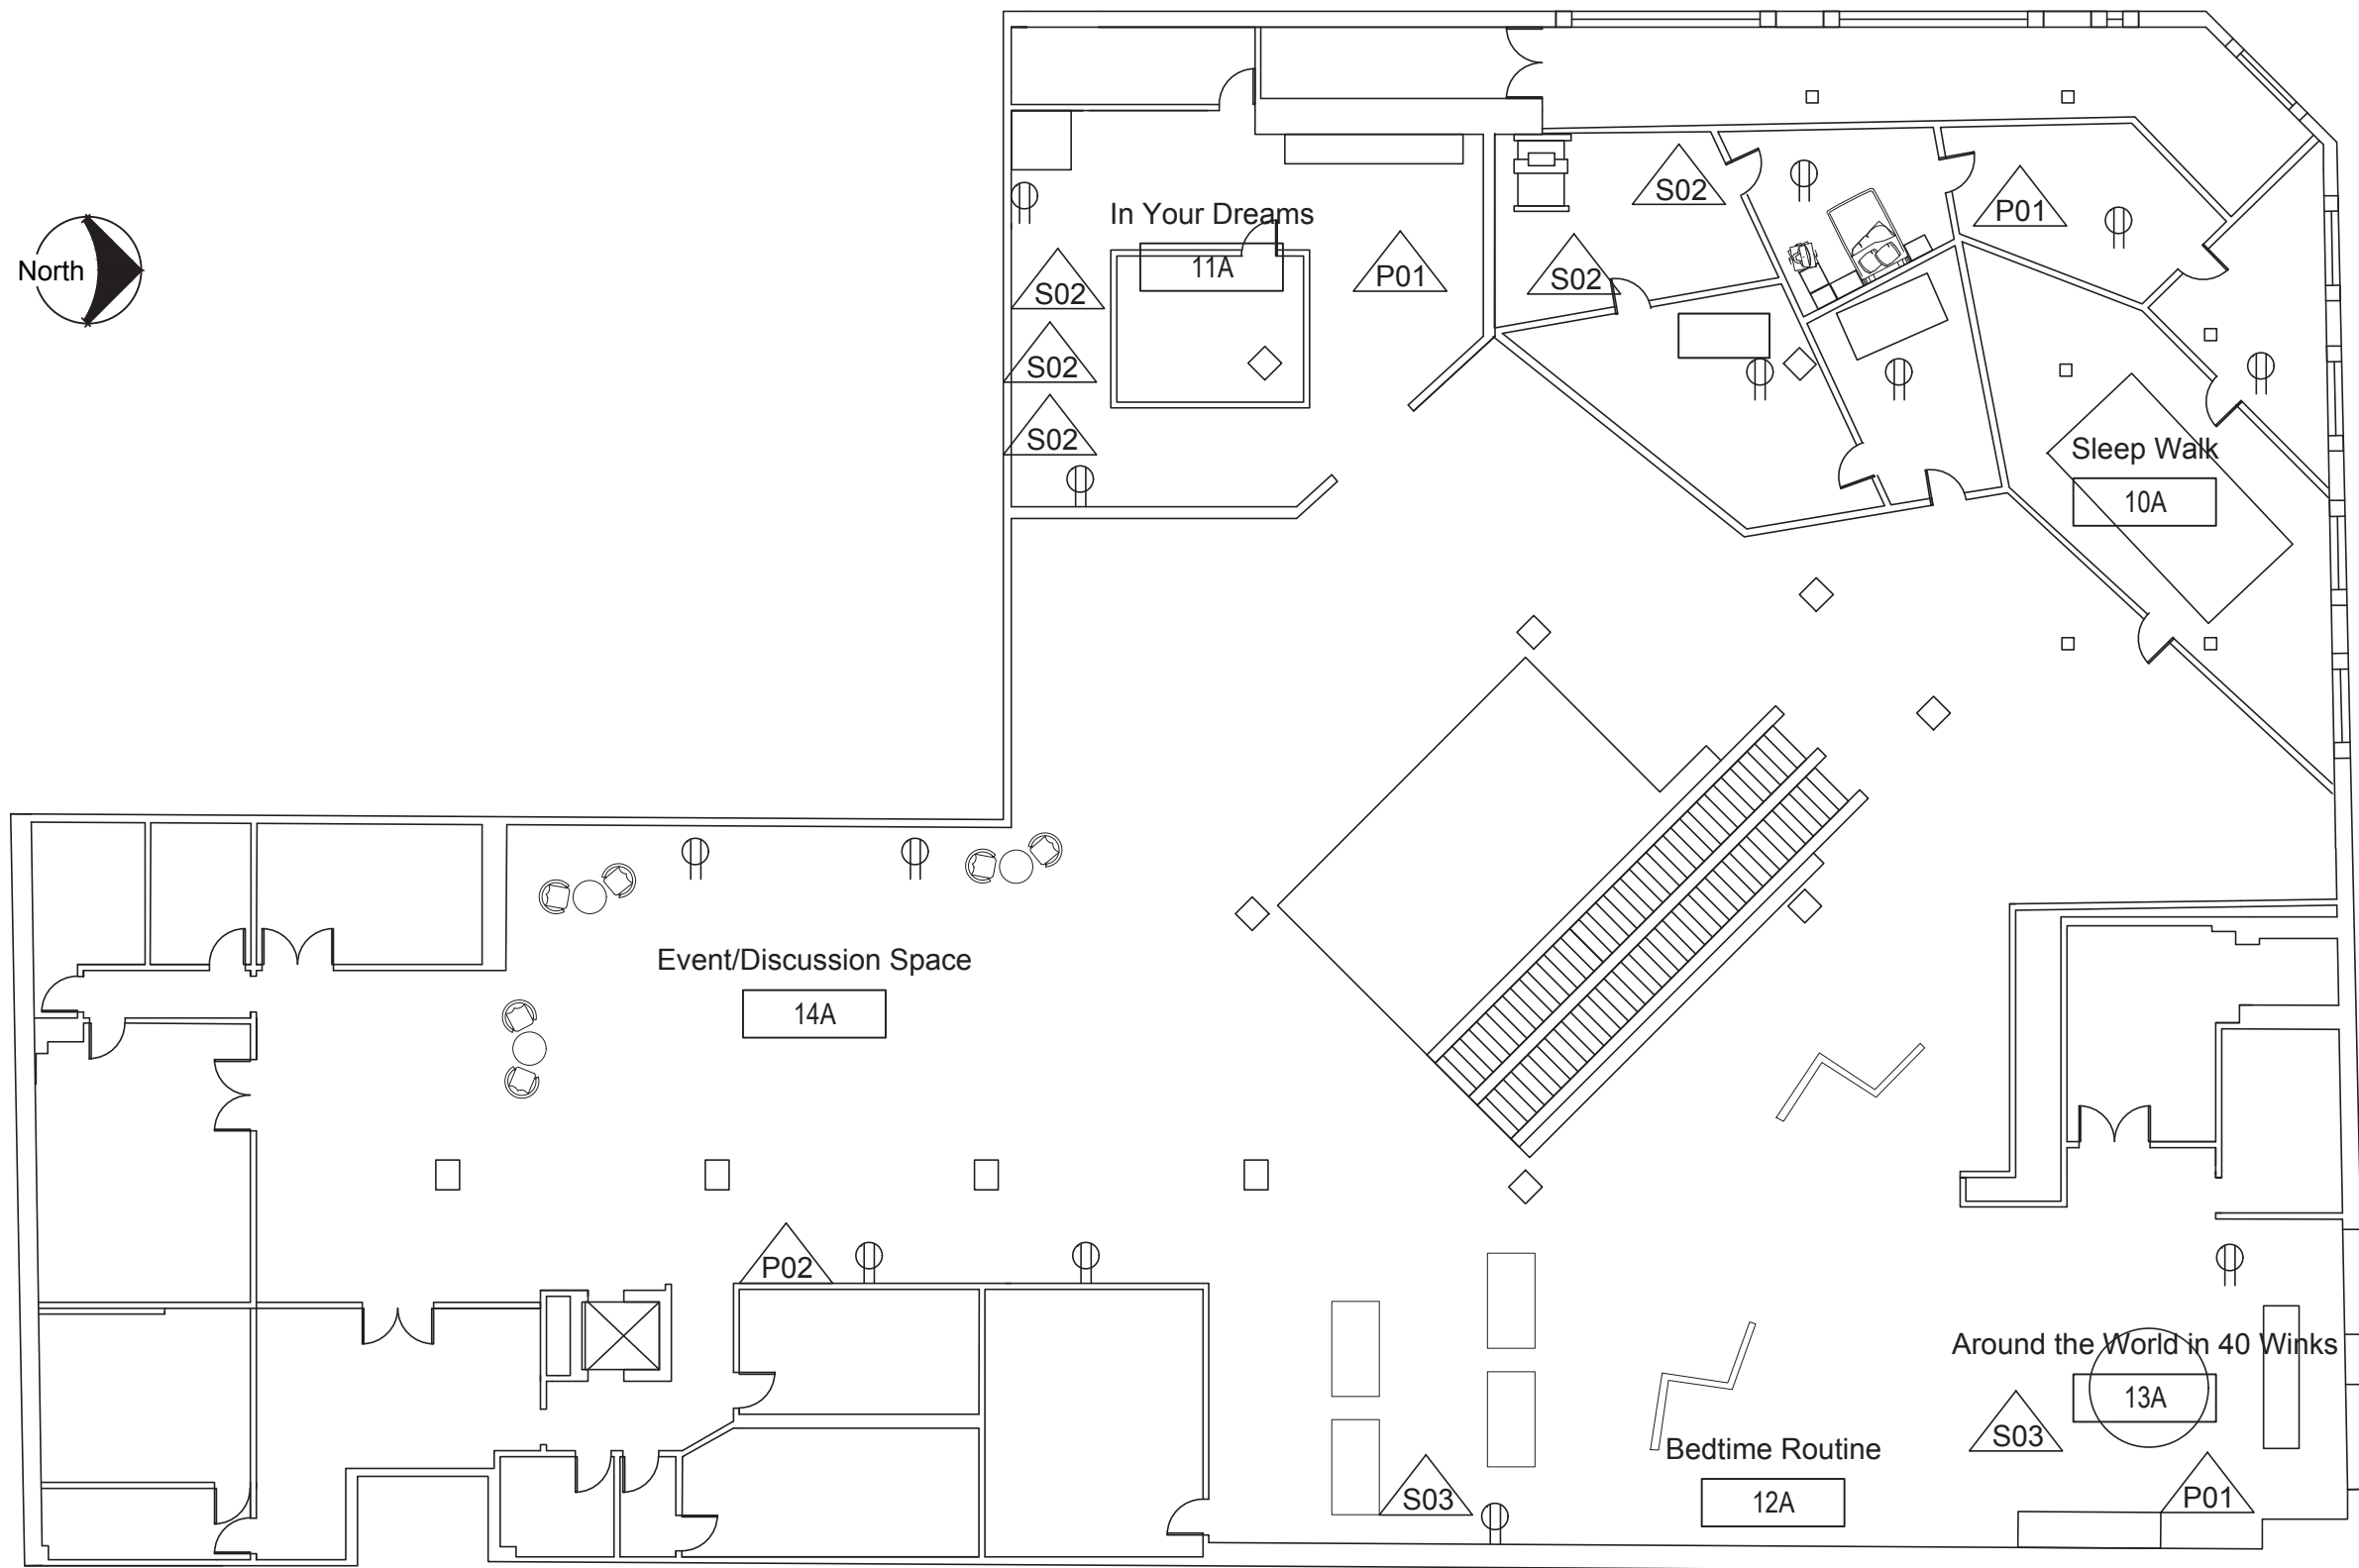 North
In Your Dreams
11A
S02
S02
S02
P01
S02
S02
P01
Sleep Walk
10A
Event/Discussion Space
14A
P02
Around the World in 40 Winks
13A
S03
P01
Bedtime Routine
12A
S03